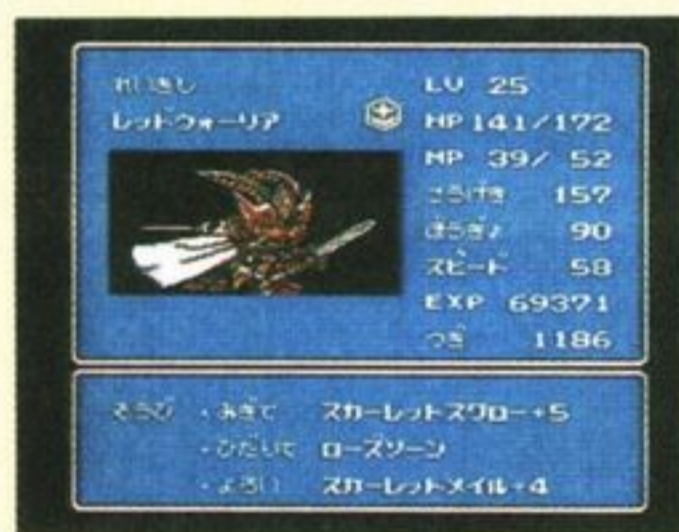 れいきし
レッドウォーリア
LV 25
HP 141/172
MP 39/ 52
こうげき 157
ぼうぎょ 90
スピード 58
EXP 69371
つぎ 1186
そうび ・みぎて スカーレットスクロー+5
・ひだりて ローズソーン
・よろい スカーレットメイル+4